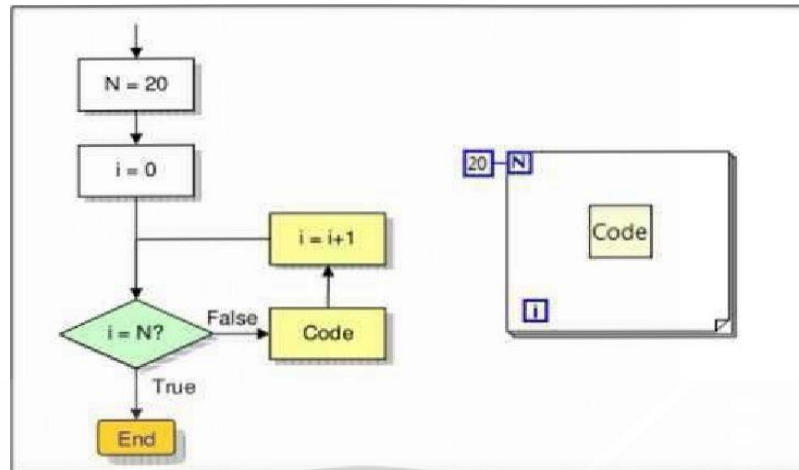 N = 20
i = 0
i = i+1
i = N?
False
Code
True
End
20
N
Code
i